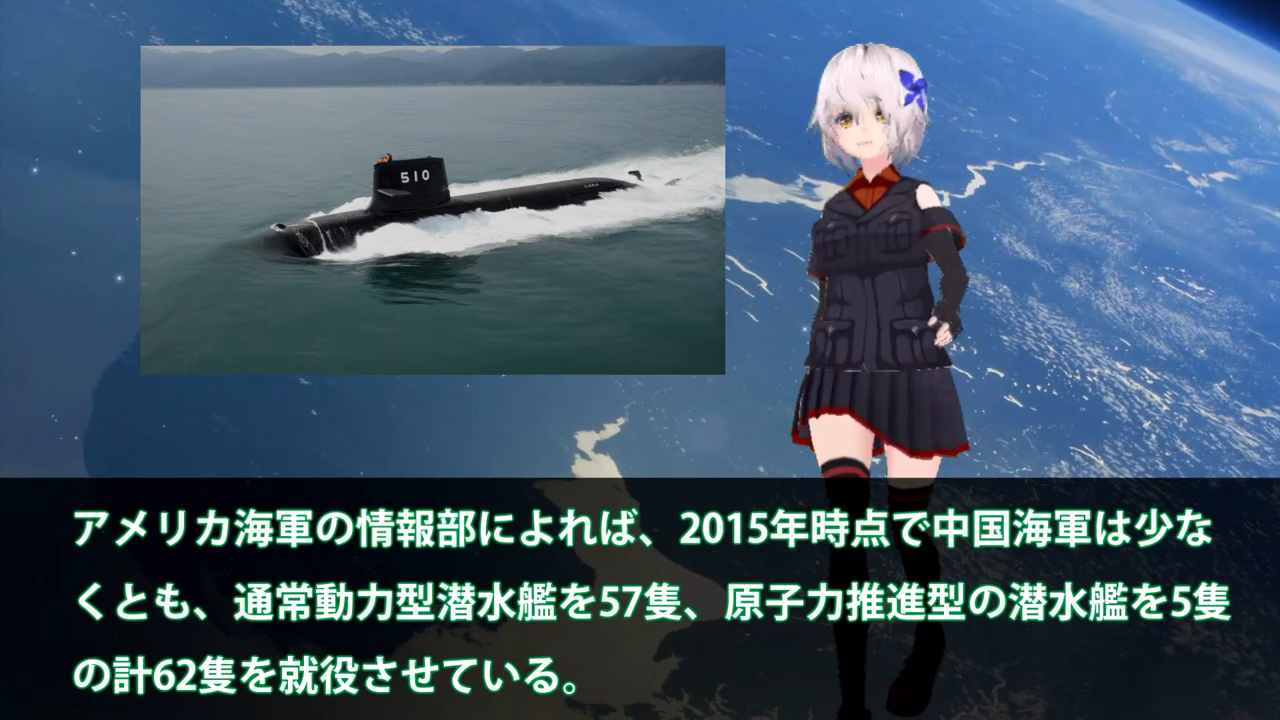 510
アメリカ海軍の情報部によれば、2015年時点で中国海軍は少な
くとも、通常動力型潜水艦を57隻、原子力推進型の潜水艦を5隻
の計62隻を就役させている。